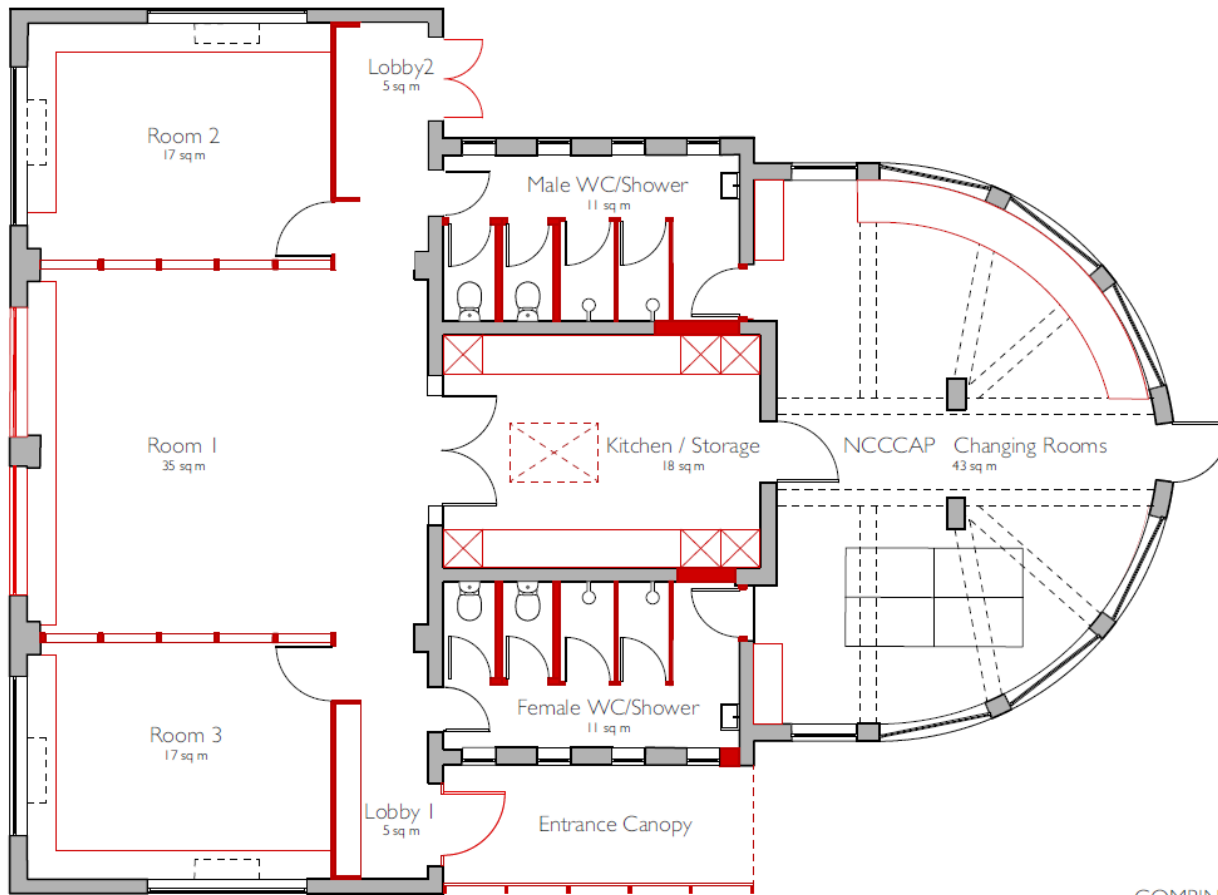 Lobby2
5 sq m
Room 2
17 sq m
Male WC/Shower
11 sq m
Room 1
35 sq m
Kitchen / Storage
18 sq m
NCCCAP Changing Rooms
43 sq m
Female WC/Shower
11 sq m
Room 3
17 sq m
Lobby 1
5 sq m
Entrance Canopy